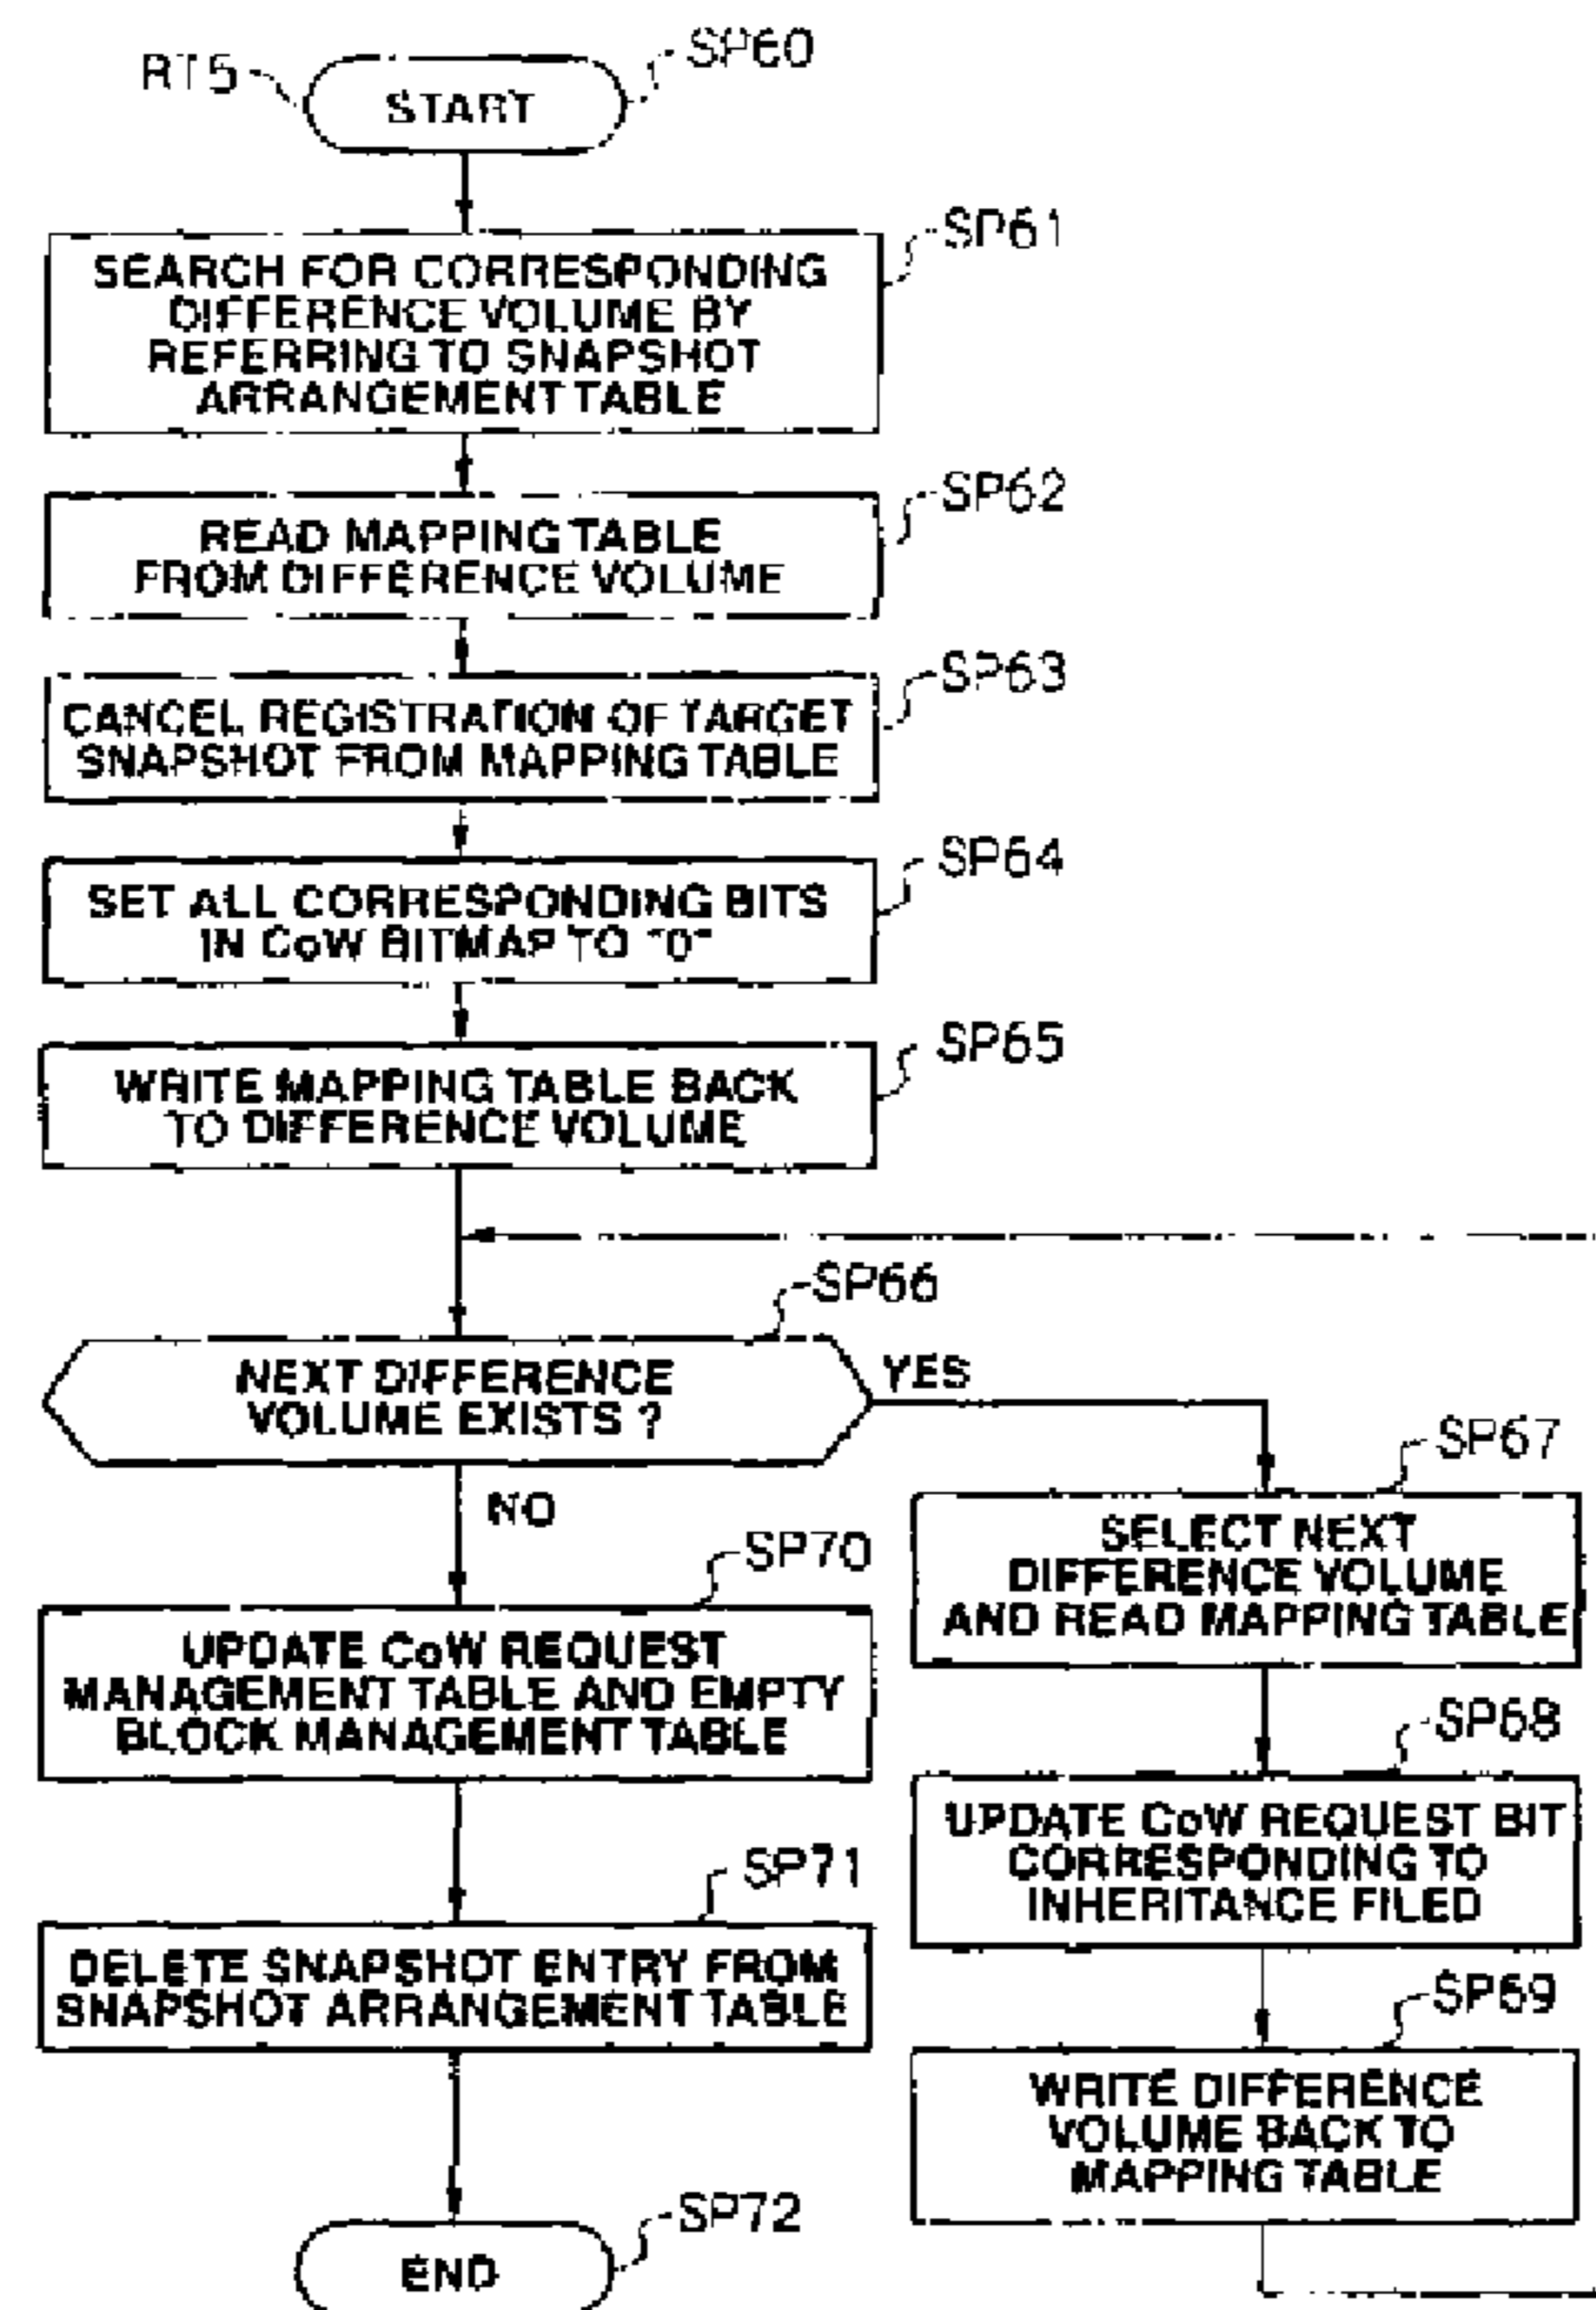 RT5
SP60
START
SP61
SEARCH FOR CORRESPONDING
DIFFERENCE VOLUME BY
REFERRING TO SNAPSHOT
ARRANGEMENT TABLE
SP62
READ MAPPING TABLE
FROM DIFFERENCE VOLUME
SP63
CANCEL REGISTRATION OF TARGET
SNAPSHOT FROM MAPPING TABLE
SP64
SET ALL CORRESPONDING BITS
IN CoW BITMAP TO "0"
SP65
WRITE MAPPING TABLE BACK
TO DIFFERENCE VOLUME
SP66
NEXT DIFFERENCE
VOLUME EXISTS ?
YES
NO
SP67
SELECT NEXT
DIFFERENCE VOLUME
AND READ MAPPING TABLE
SP68
UPDATE CoW REQUEST BIT
CORRESPONDING TO
INHERITANCE FILED
SP69
WRITE DIFFERENCE
VOLUME BACK TO
MAPPING TABLE
SP70
UPDATE CoW REQUEST
MANAGEMENT TABLE AND EMPTY
BLOCK MANAGEMENT TABLE
SP71
DELETE SNAPSHOT ENTRY FROM
SNAPSHOT ARRANGEMENT TABLE
SP72
END